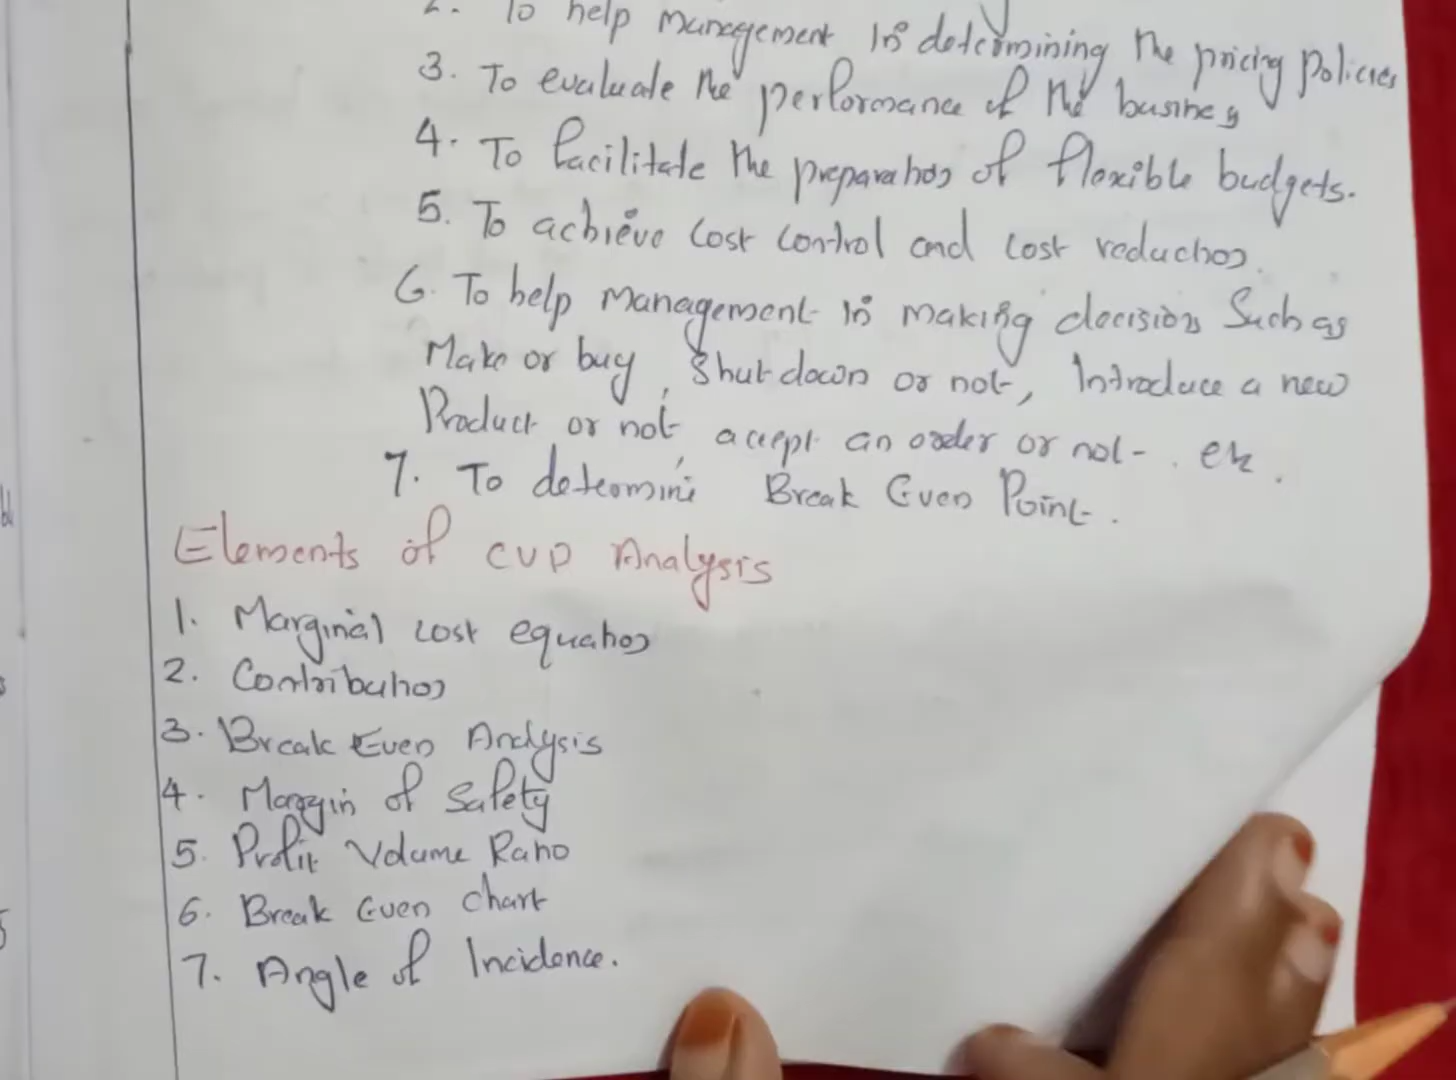 2. To help management in determining the pricing policies
3. To evaluate the performance of the business
4. To facilitate the preparation of flexible budgets.
5. To achieve cost control and cost reduction.
6. To help management in making decision such as
Make or buy, Shut down or not, Introduce a new
Product or not, accept an order or not. etc.
7. To determine Break Even Point.
Elements of CVP Analysis
1. Marginal cost equation
2. Contribution
3. Break Even Analysis
4. Margin of Safety
5. Profit Volume Ratio
6. Break Even chart
7. Angle of Incidence.